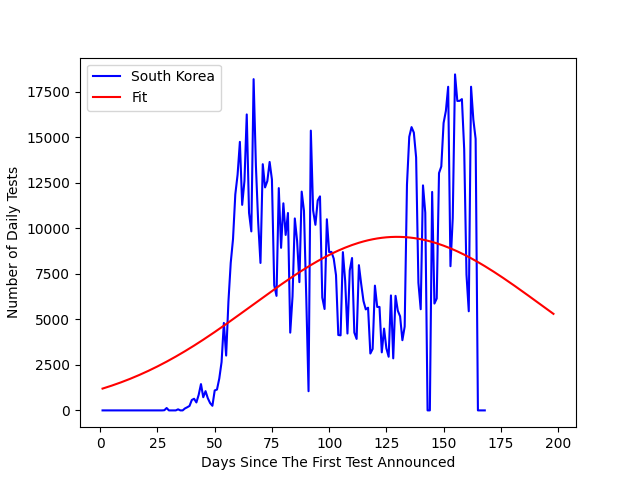 South Korea
Fit
17500
15000
12500
10000
7500
5000
2500
0
Number of Daily Tests
0 25 50 75 100 125 150 175 200
Days Since The First Test Announced